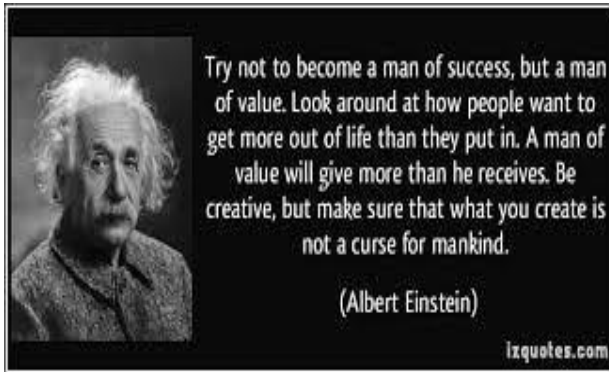 Try not to become a man of success, but a man
of value. Look around at how people want to
get more out of life than they put in. A man of
value will give more than he receives. Be
creative, but make sure that what you create is
not a curse for mankind.
(Albert Einstein)
izquotes.com